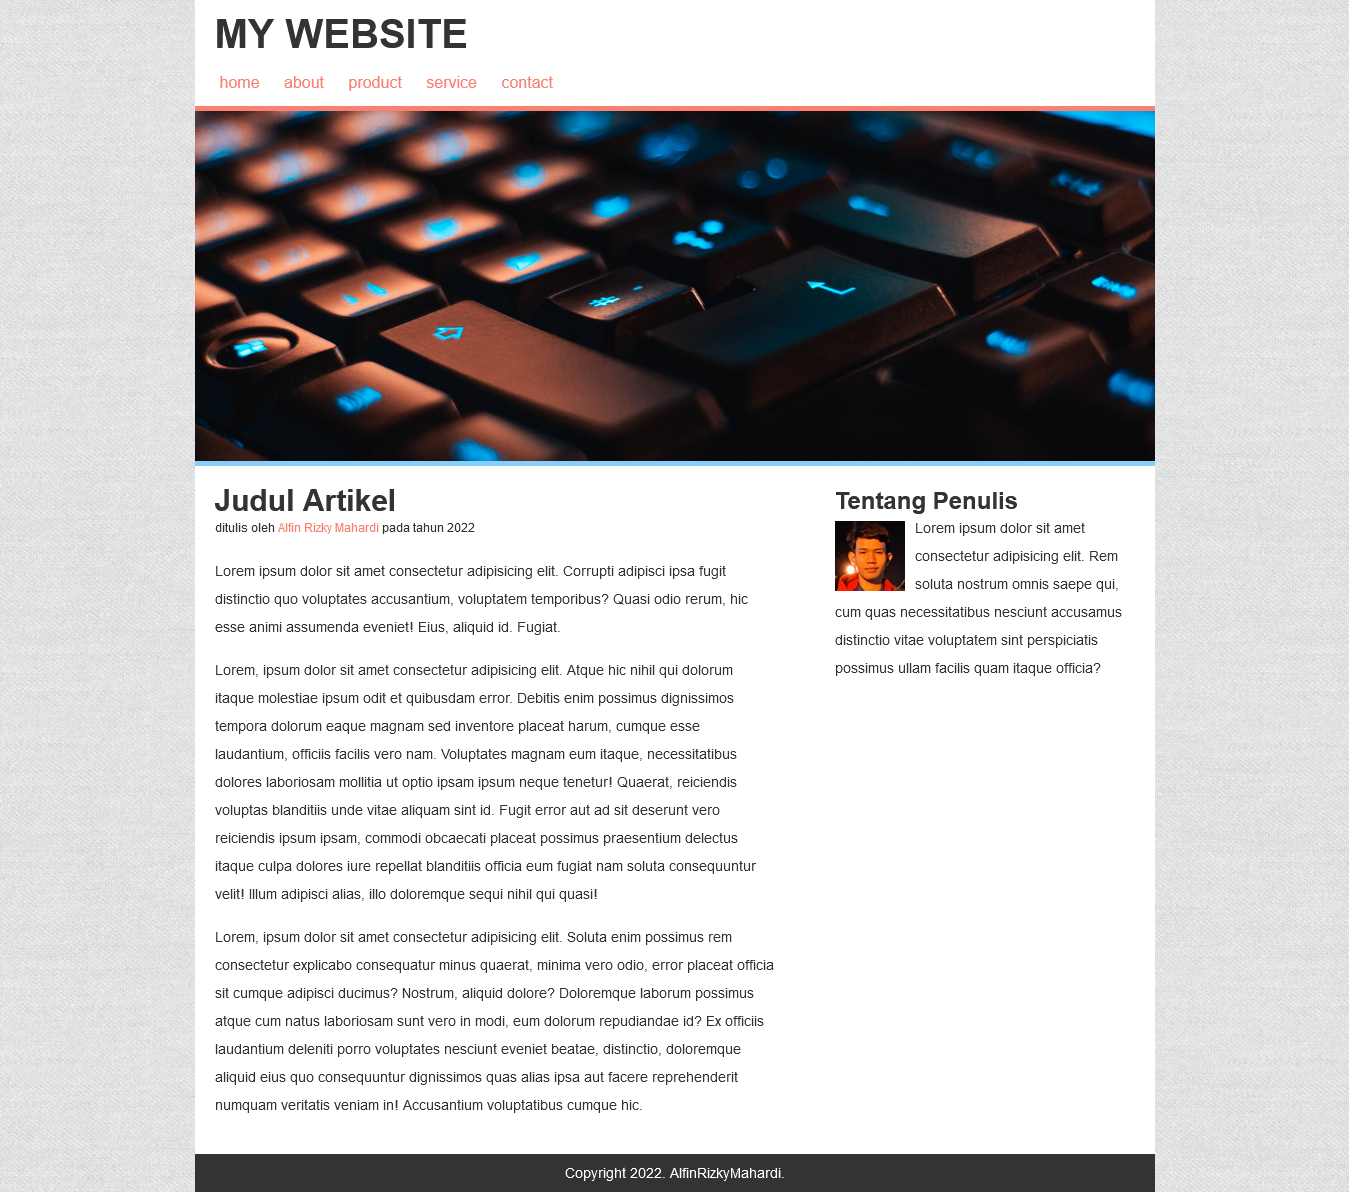 MY WEBSITE
home about product service contact
Judul Artikel
ditulis oleh Alfin Rizky Mahardi pada tahun 2022
Lorem ipsum dolor sit amet consectetur adipisicing elit. Corrupti adipisci ipsa fugit
distinctio quo voluptates accusantium, voluptatem temporibus? Quasi odio rerum, hic
esse animi assumenda eveniet! Eius, aliquid id. Fugiat.
Lorem, ipsum dolor sit amet consectetur adipisicing elit. Atque hic nihil qui dolorum
itaque molestiae ipsum odit et quibusdam error. Debitis enim possimus dignissimos
tempora dolorum eaque magnam sed inventore placeat harum, cumque esse
laudantium, officiis facilis vero nam. Voluptates magnam eum itaque, necessitatibus
dolores laboriosam mollitia ut optio ipsam ipsum neque tenetur! Quaerat, reiciendis
voluptas blanditiis unde vitae aliquam sint id. Fugit error aut ad sit deserunt vero
reiciendis ipsum ipsam, commodi obcaecati placeat possimus praesentium delectus
itaque culpa dolores iure repellat blanditiis officia eum fugiat nam soluta consequuntur
velit! Illum adipisci alias, illo doloremque sequi nihil qui quasi!
Lorem, ipsum dolor sit amet consectetur adipisicing elit. Soluta enim possimus rem
consectetur explicabo consequatur minus quaerat, minima vero odio, error placeat officia
sit cumque adipisci ducimus? Nostrum, aliquid dolore? Doloremque laborum possimus
atque cum natus laboriosam sunt vero in modi, eum dolorum repudiandae id? Ex officiis
laudantium deleniti porro voluptates nesciunt eveniet beatae, distinctio, doloremque
aliquid eius quo consequuntur dignissimos quas alias ipsa aut facere reprehenderit
numquam veritatis veniam in! Accusantium voluptatibus cumque hic.
Tentang Penulis
Lorem ipsum dolor sit amet
consectetur adipisicing elit. Rem
soluta nostrum omnis saepe qui,
cum quas necessitatibus nesciunt accusamus
distinctio vitae voluptatem sint perspiciatis
possimus ullam facilis quam itaque officia?
Copyright 2022. AlfinRizkyMahardi.